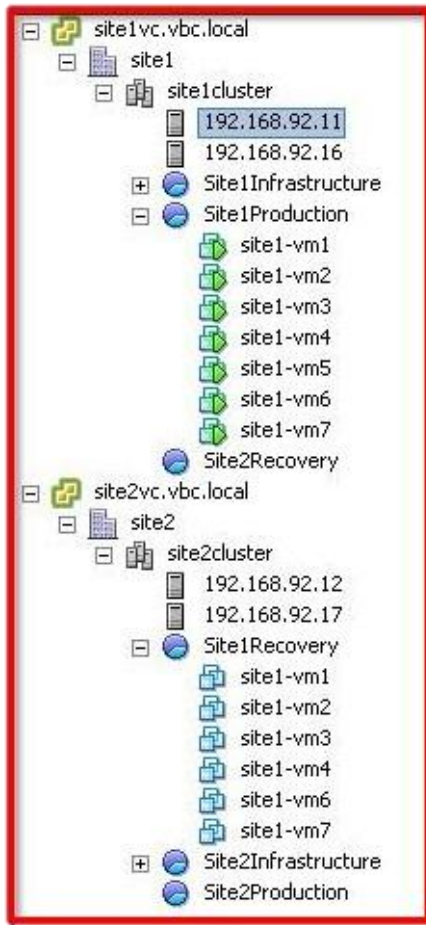 site1vc.vbc.local
site1
site1cluster
192.168.92.11
192.168.92.16
Site1Infrastructure
Site1Production
site1-vm1
site1-vm2
site1-vm3
site1-vm4
site1-vm5
site1-vm6
site1-vm7
Site2Recovery
site2vc.vbc.local
site2
site2cluster
192.168.92.12
192.168.92.17
Site1Recovery
site1-vm1
site1-vm2
site1-vm3
site1-vm4
site1-vm6
site1-vm7
Site2Infrastructure
Site2Production